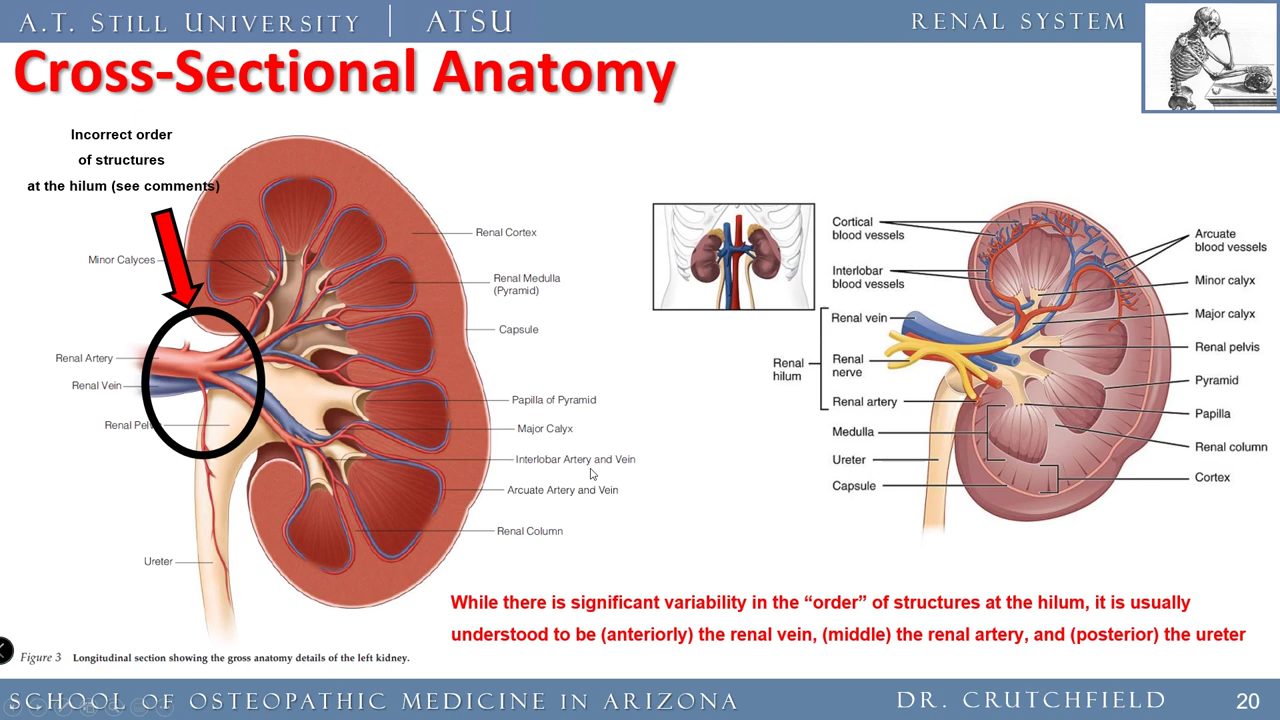 A.T. STILL UNIVERSITY | ATSU
RENAL SYSTEM
Cross-Sectional Anatomy
Incorrect order
of structures
at the hilum (see comments)
Minor Calyces
Renal Artery
Renal Vein
Renal Pelv
Ureter
Renal Cortex
Renal Medulla
(Pyramid)
Capsule
Papilla of Pyramid
Major Calyx
Interlobar Artery and Vein
Arcuate Artery and Vein
Renal Column
Cortical
blood vessels
Interlobar
blood vessels
Renal vein
Renal
nerve
Renal
hilum
Renal artery
Medulla
Ureter
Capsule
Arcuate
blood vessels
Minor calyx
Major calyx
Renal pelvis
Pyramid
Papilla
Renal column
Cortex
While there is significant variability in the “order” of structures at the hilum, it is usually
understood to be (anteriorly) the renal vein, (middle) the renal artery, and (posterior) the ureter
Figure 3 Longitudinal section showing the gross anatomy details of the left kidney.
SCHOOL OF OSTEOPATHIC MEDICINE IN ARIZONA
DR. CRUTCHFIELD
20